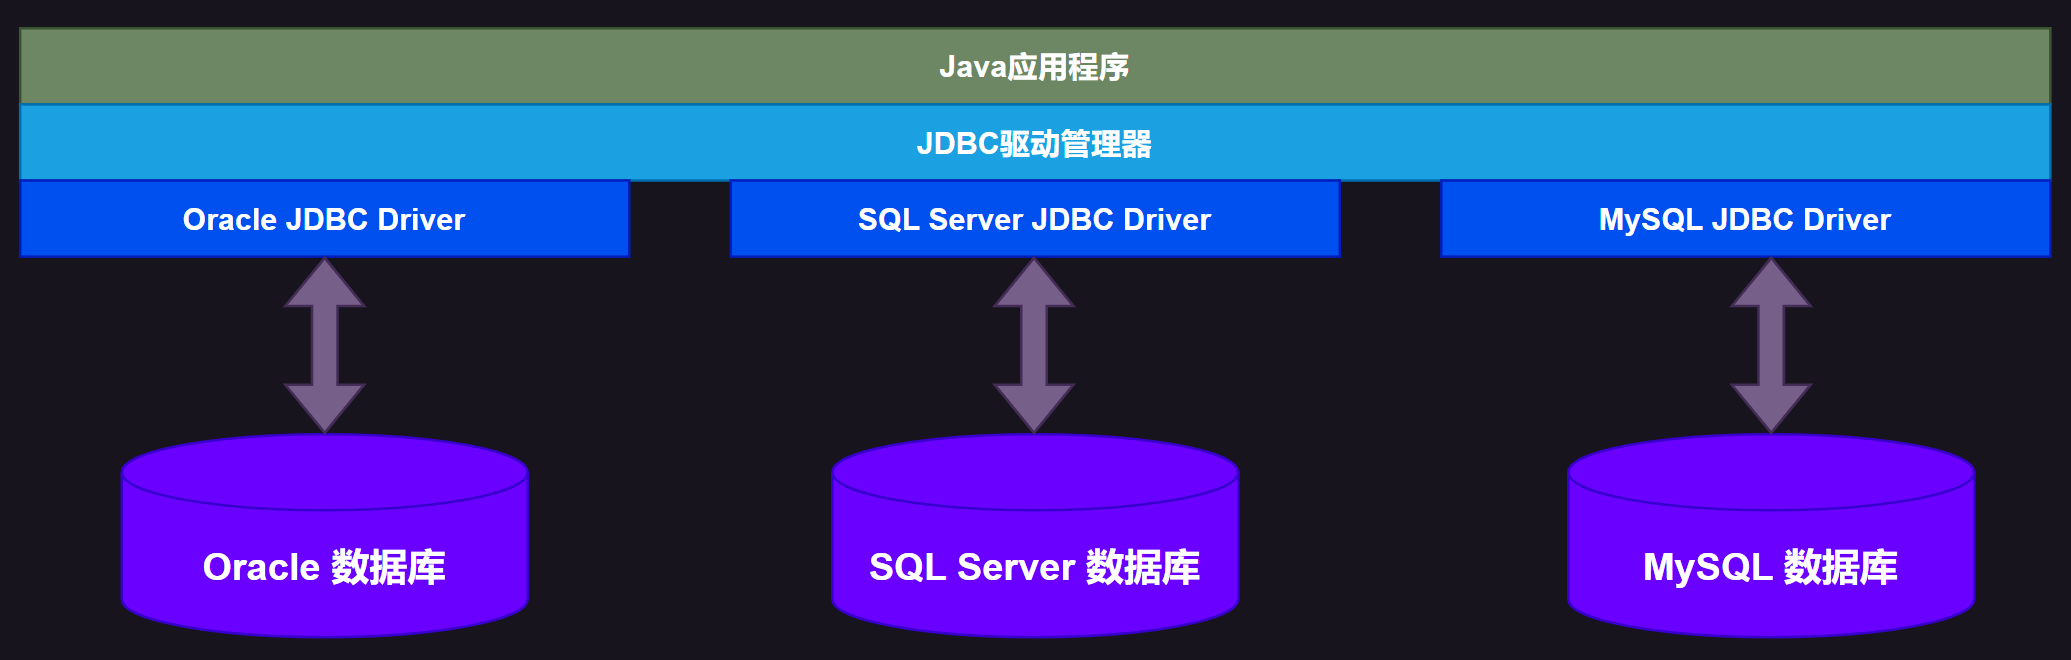 Java应用程序
JDBC驱动管理器
Oracle JDBC Driver
SQL Server JDBC Driver
MySQL JDBC Driver
Oracle 数据库
SQL Server 数据库
MySQL 数据库